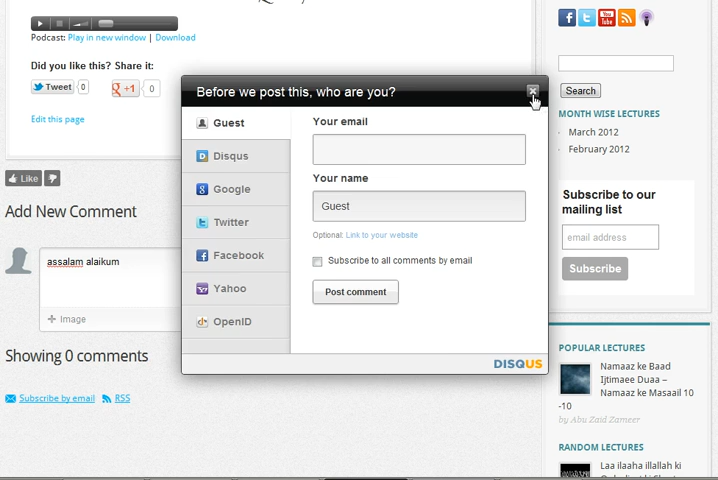 Podcast: Play in new window | Download
Did you like this? Share it:
Tweet 0
g +1 0
Edit this page
Like
Add New Comment
assalam alaikum
Image
Showing 0 comments
Subscribe by email RSS
Before we post this, who are you?
Guest
Disqus
Google
Twitter
Facebook
Yahoo
OpenID
Your email
Your name
Guest
Optional: Link to your website
Subscribe to all comments by email
Post comment
DISQUS
You
Tube
Search
MONTH WISE LECTURES
March 2012
February 2012
Subscribe to our
mailing list
email address
Subscribe
POPULAR LECTURES
Namaaz ke Baad
Ijtimaee Duaa –
Namaaz ke Masaail 10
-10
by Abu Zaid Zameer
RANDOM LECTURES
Laa ilaaha illallah ki